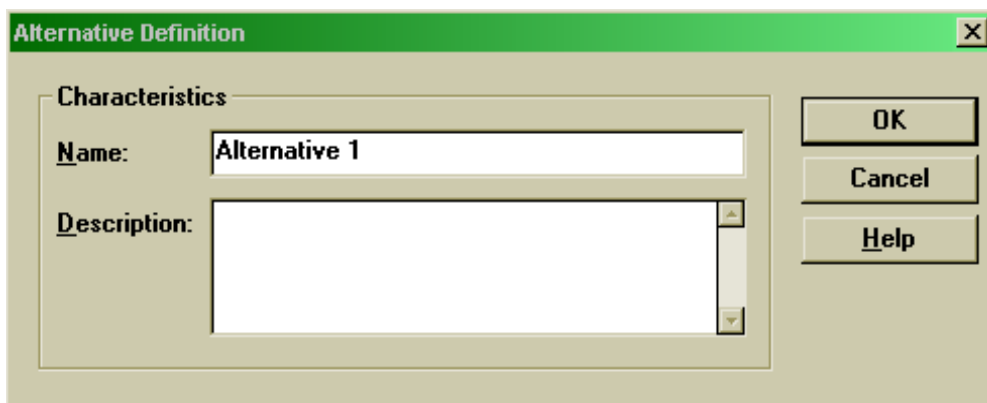 Alternative Definition
Characteristics
Name:
Alternative 1
Description:
OK
Cancel
Help